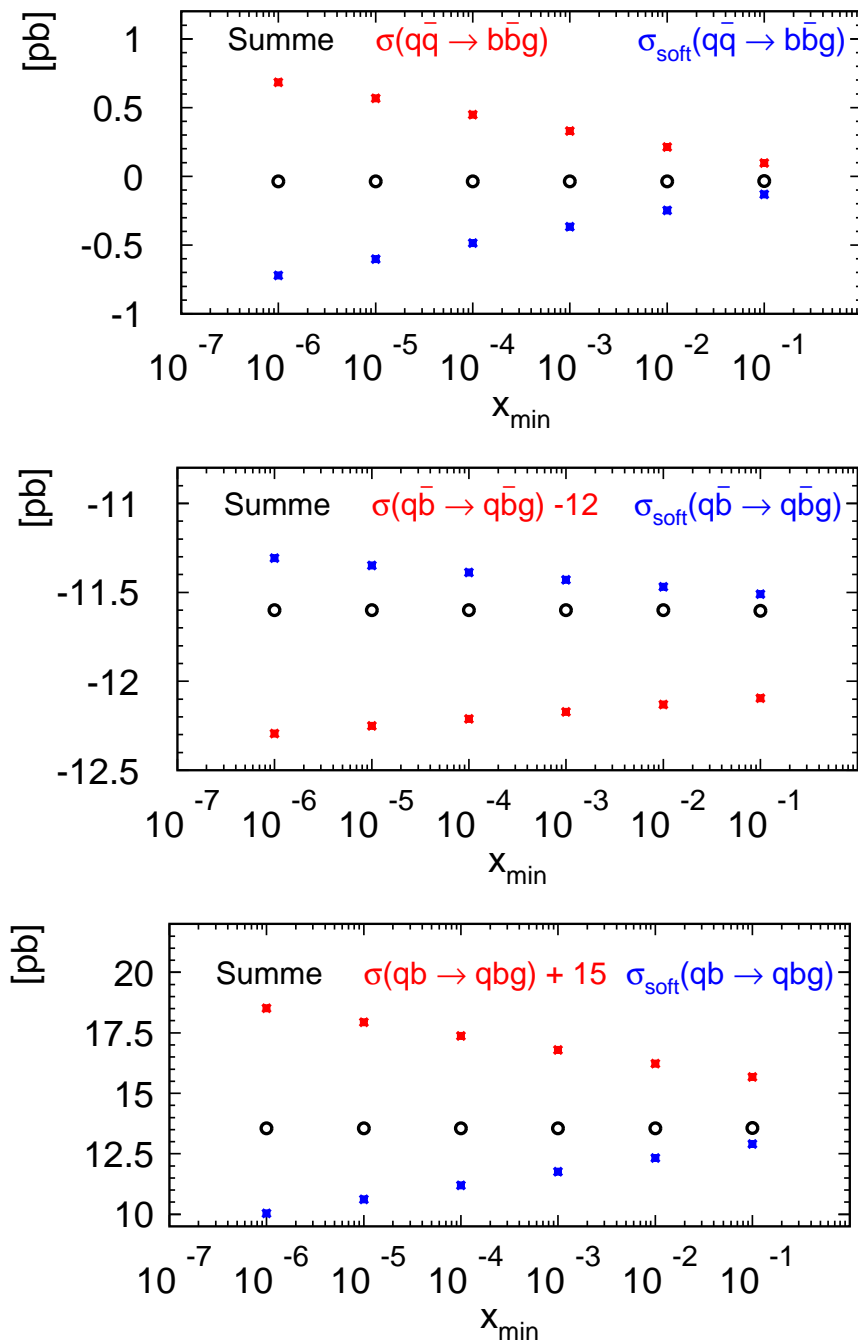 [pb]
Summe σ(qq̄ → bb̄g) σsoft(qq̄ → bb̄g)
1
0.5
0
-0.5
-1
10^-7 10^-6 10^-5 10^-4 10^-3 10^-2 10^-1
xmin
[pb]
Summe σ(qb̄ → qb̄g) -12 σsoft(qb̄ → qb̄g)
-11
-11.5
-12
-12.5
10^-7 10^-6 10^-5 10^-4 10^-3 10^-2 10^-1
xmin
[pb]
Summe σ(qb → qbg) + 15 σsoft(qb → qbg)
20
17.5
15
12.5
10
10^-7 10^-6 10^-5 10^-4 10^-3 10^-2 10^-1
xmin